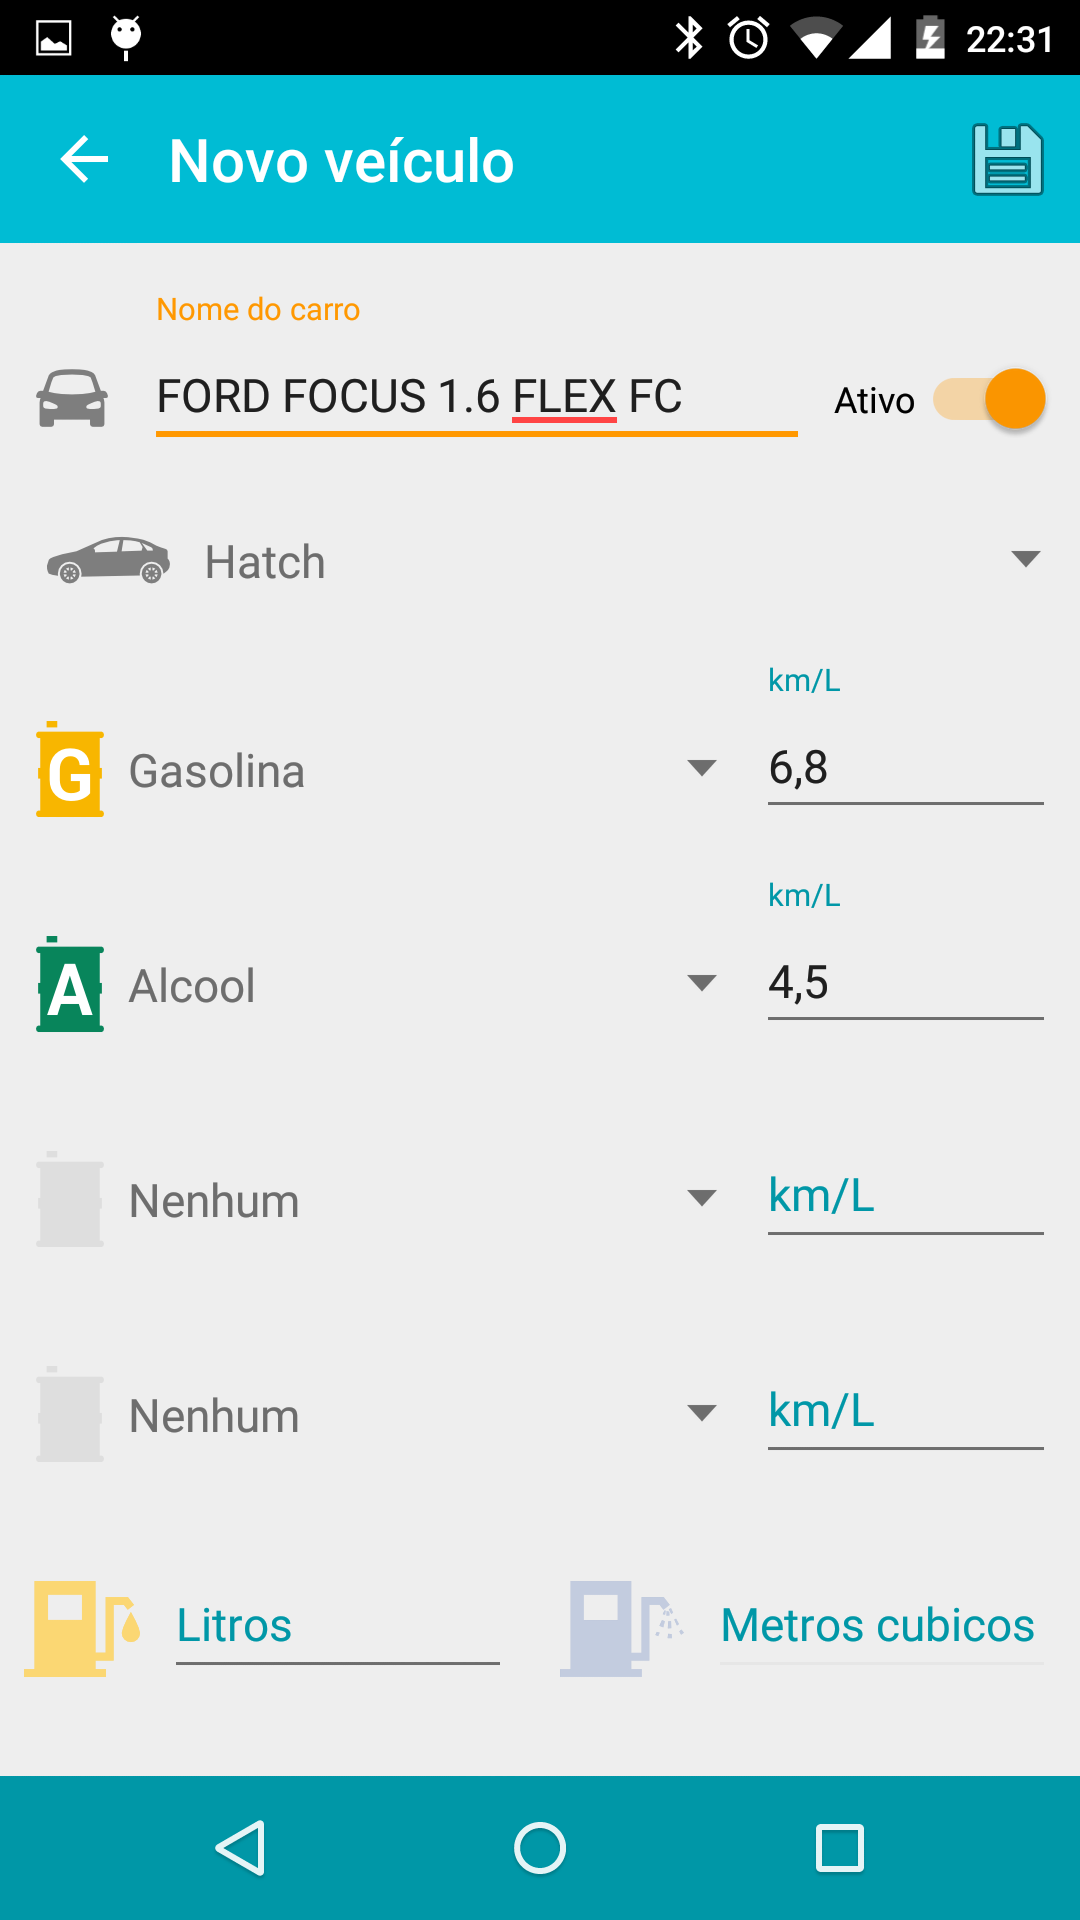 22:31
Novo veículo
Nome do carro
FORD FOCUS 1.6 FLEX FC
Ativo
Hatch
km/L
G Gasolina 6,8
km/L
A Alcool 4,5
Nenhum km/L
Nenhum km/L
Litros Metros cubicos